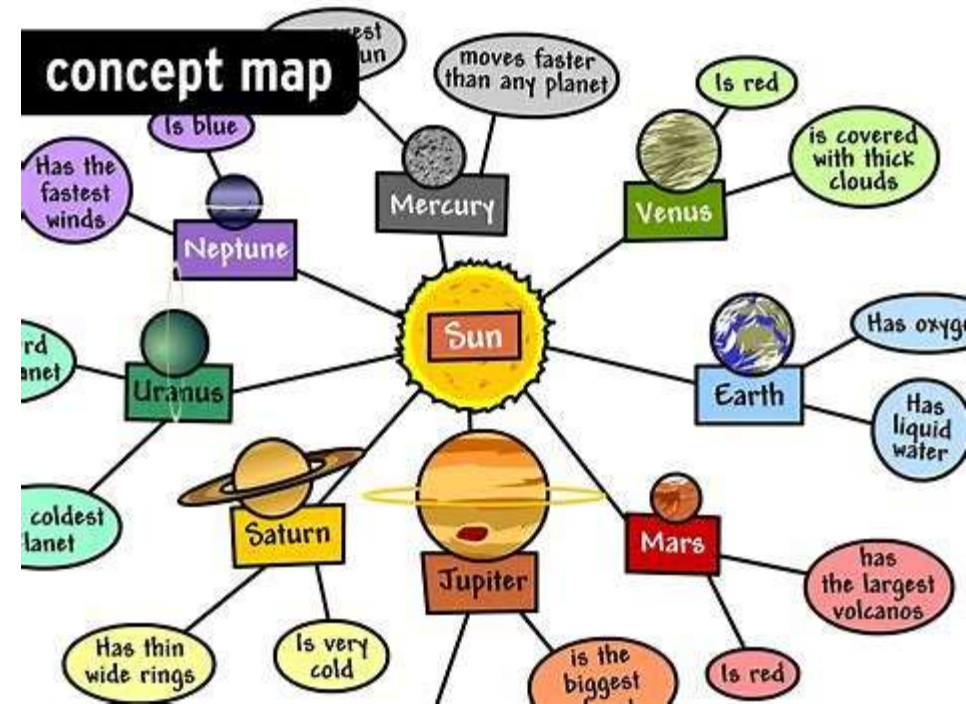 concept map
moves faster
than any planet
Is red
is covered
with thick
clouds
Is blue
Has the
fastest
winds
Mercury
Venus
Neptune
Sun
Uranus
Earth
Has
liquid
water
coldest
Saturn
Jupiter
Mars
has
the largest
volcanos
Has thin
wide rings
Is very
cold
is the
biggest
Is red